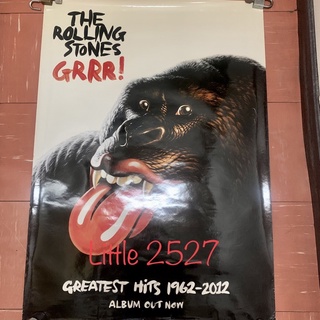 THE
ROLLING
STONES
GRRR!
Little 2527
GREATEST HITS 1962-2012
ALBUM OUT NOW